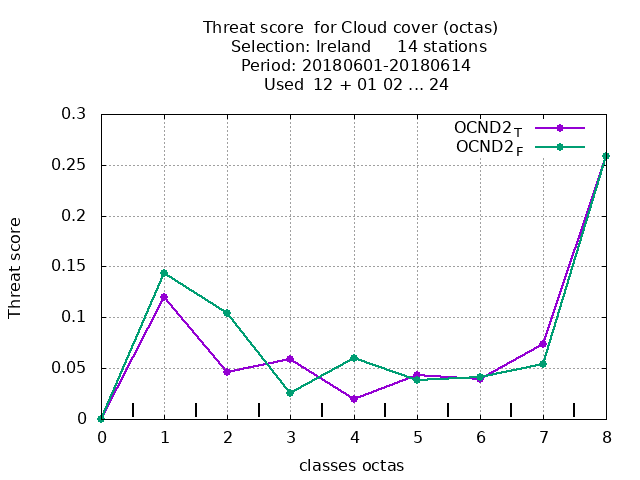 Threat score  for Cloud cover (octas)
Selection: Ireland     14 stations
Period: 20180601-20180614
Used  12 + 01 02 ... 24
OCND2T
OCND2F
0.3
0.25
0.2
0.15
0.1
0.05
0
Threat score
0 1 2 3 4 5 6 7 8
classes octas